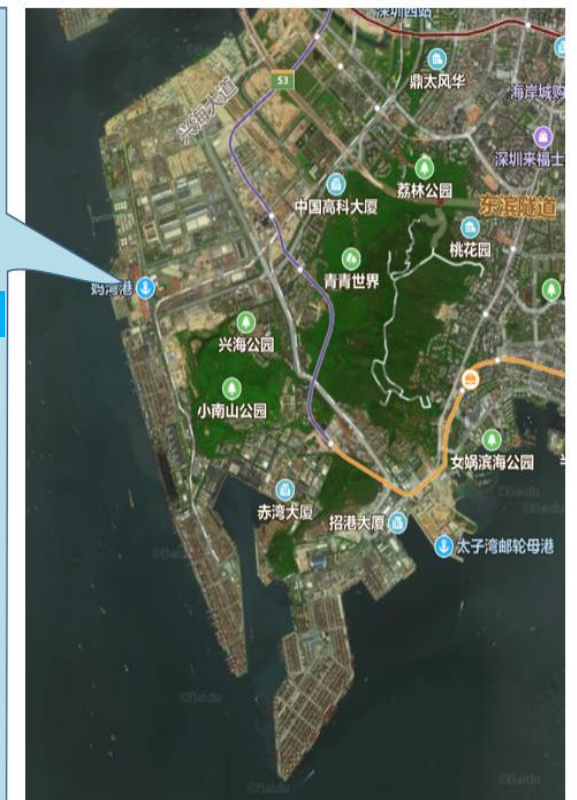 深圳西站
鼎太风华
海岸城购
S3
兴海大道
深圳来福士
荔林公园
中国高科大厦
东滨隧道
桃花园
青青世界
妈湾港
兴海公园
小南山公园
女娲滨海公园
赤湾大厦
招港大厦
太子湾邮轮母港
©Baidu
©Baidu
©Baidu
©Baidu